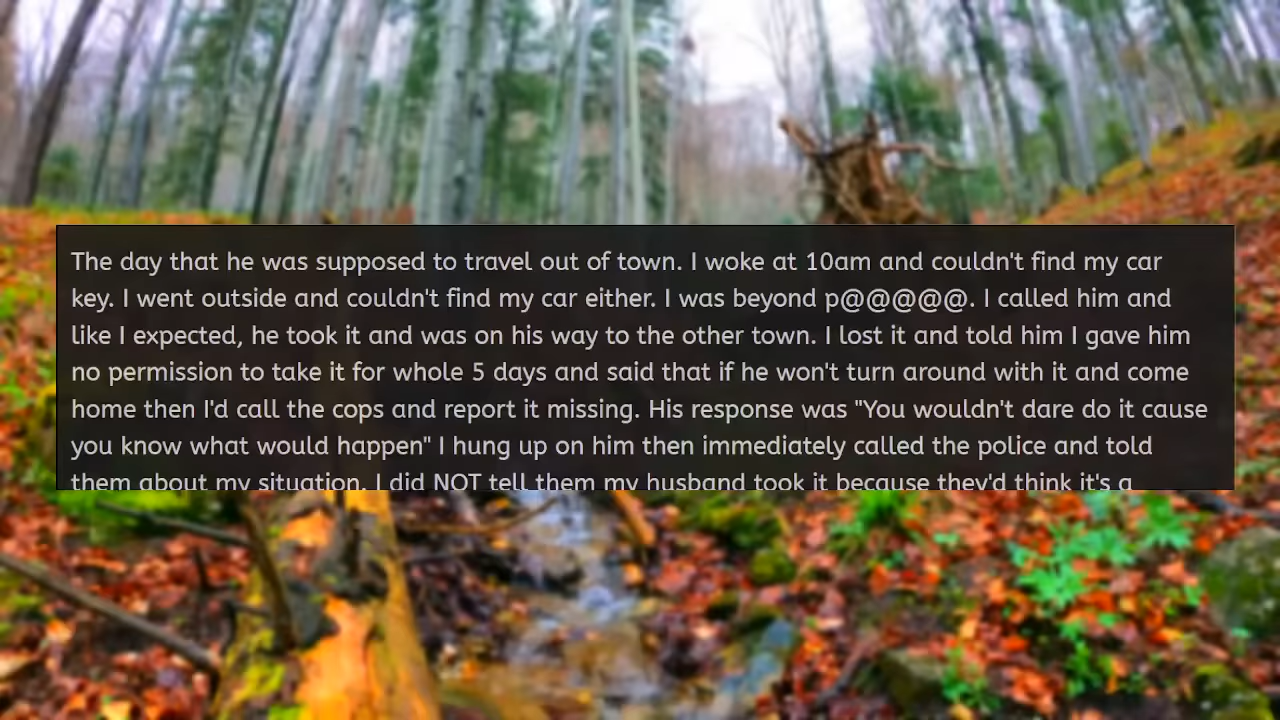 The day that he was supposed to travel out of town. I woke at 10am and couldn't find my car
key. I went outside and couldn't find my car either. I was beyond p@@@@@. I called him and
like I expected, he took it and was on his way to the other town. I lost it and told him I gave him
no permission to take it for whole 5 days and said that if he won't turn around with it and come
home then I'd call the cops and report it missing. His response was "You wouldn't dare do it cause
you know what would happen" I hung up on him then immediately called the police and told
them about my situation. I did NOT tell them my husband took it because they'd think it's a